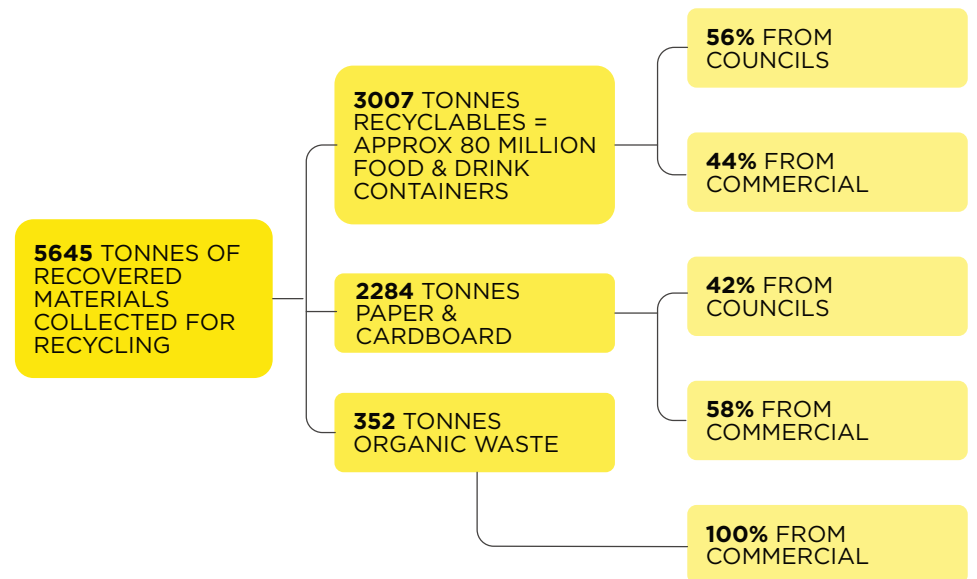 5645 TONNES OF
RECOVERED
MATERIALS
COLLECTED FOR
RECYCLING
3007 TONNES
RECYCLABLES =
APPROX 80 MILLION
FOOD & DRINK
CONTAINERS
56% FROM
COUNCILS
44% FROM
COMMERCIAL
2284 TONNES
PAPER &
CARDBOARD
42% FROM
COUNCILS
58% FROM
COMMERCIAL
352 TONNES
ORGANIC WASTE
100% FROM
COMMERCIAL